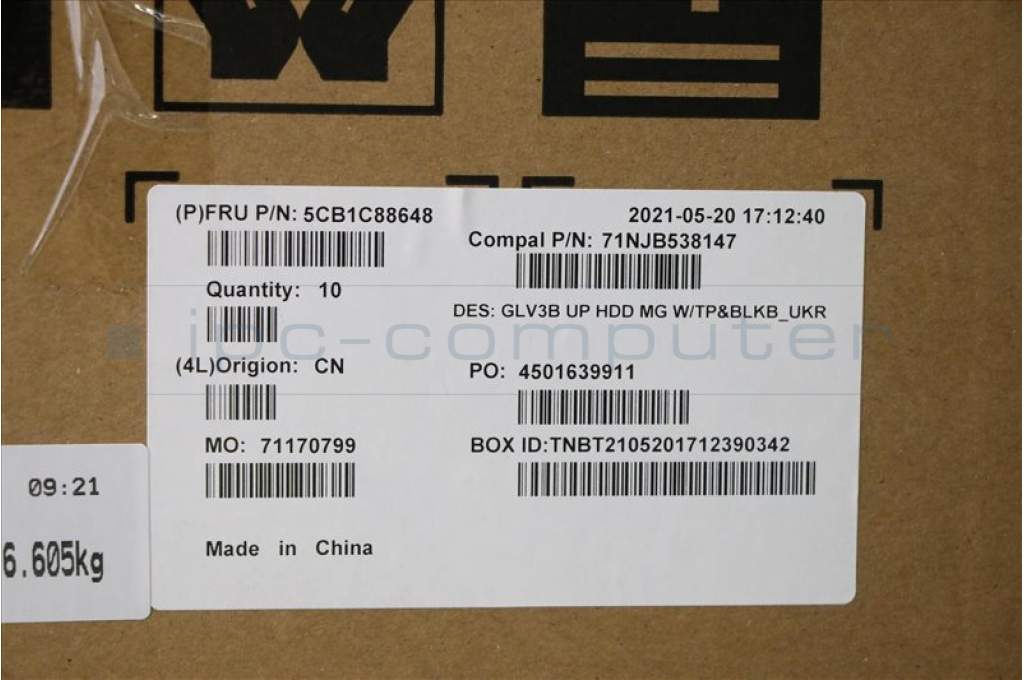 (P)FRU P/N: 5CB1C88648
2021-05-20 17:12:40
Compal P/N: 71NJB538147
Quantity: 10
DES: GLV3B UP HDD MG W/TP&BLKB_UKR
ipc-computer
(4L)Origion: CN
PO: 4501639911
MO: 71170799
BOX ID:TNBT2105201712390342
Made in China
09:21
6.605kg